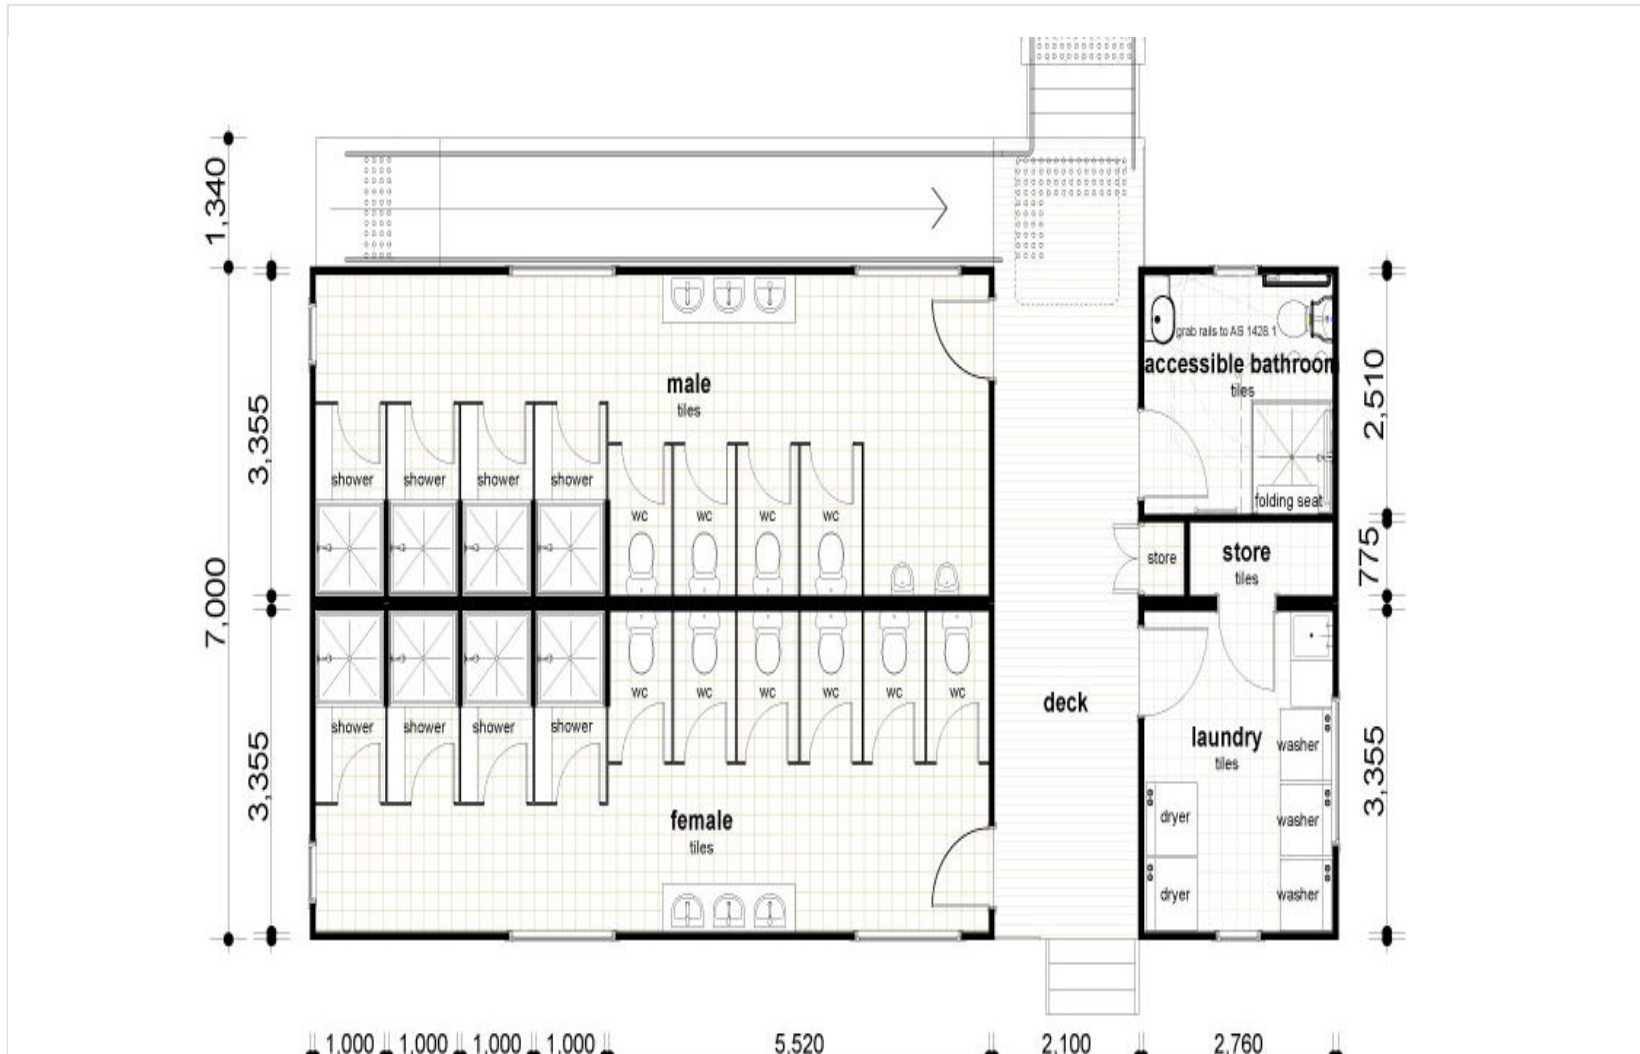 1,340
grab rails to AS 1428.1
accessible bathroom
tiles
2,510
male
tiles
3,355
shower
shower
shower
shower
folding seat
wc
wc
wc
wc
store
store
tiles
775
7,000
wc
wc
wc
wc
wc
wc
deck
shower
shower
shower
shower
laundry
tiles
washer
3,355
3,355
female
tiles
dryer
washer
dryer
washer
1,000
1,000
1,000
1,000
5,520
2,100
2,760